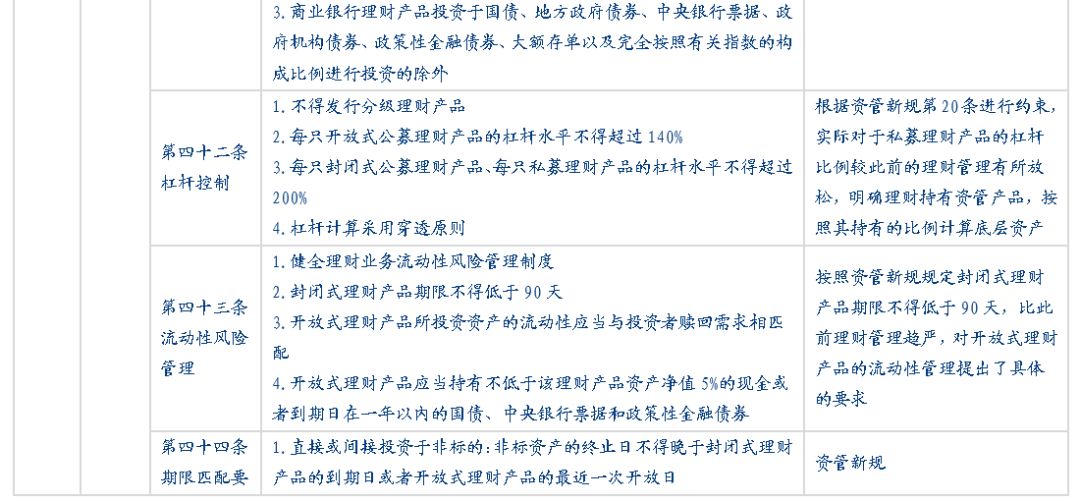 3. 商业银行理财产品投资于国债、地方政府债券、中央银行票据、政
府机构债券、政策性金融债券、大额存单以及完全按照有关指数的构
成比例进行投资的除外
第四十二条
杠杆控制
1. 不得发行分级理财产品
2. 每只开放式公募理财产品的杠杆水平不得超过 140%
3. 每只封闭式公募理财产品、每只私募理财产品的杠杆水平不得超过
200%
4. 杠杆计算采用穿透原则
根据资管新规第 20 条进行约束，
实际对于私募理财产品的杠杆
比例较此前的理财管理有所放
松，明确理财持有资管产品，按
照其持有的比例计算底层资产
第四十三条
流动性风险
管理
1. 健全理财业务流动性风险管理制度
2. 封闭式理财产品期限不得低于 90 天
3. 开放式理财产品所投资资产的流动性应当与投资者赎回需求相匹
配
4. 开放式理财产品应当持有不低于该理财产品资产净值 5%的现金或
者到期日在一年以内的国债、中央银行票据和政策性金融债券
按照资管新规规定封闭式理财
产品期限不得低于 90 天，比此
前理财管理趋严，对开放式理财
产品的流动性管理提出了具体
的要求
第四十四条
期限匹配要
1. 直接或间接投资于非标的：非标资产的终止日不得晚于封闭式理财
产品的到期日或者开放式理财产品的最近一次开放日
资管新规